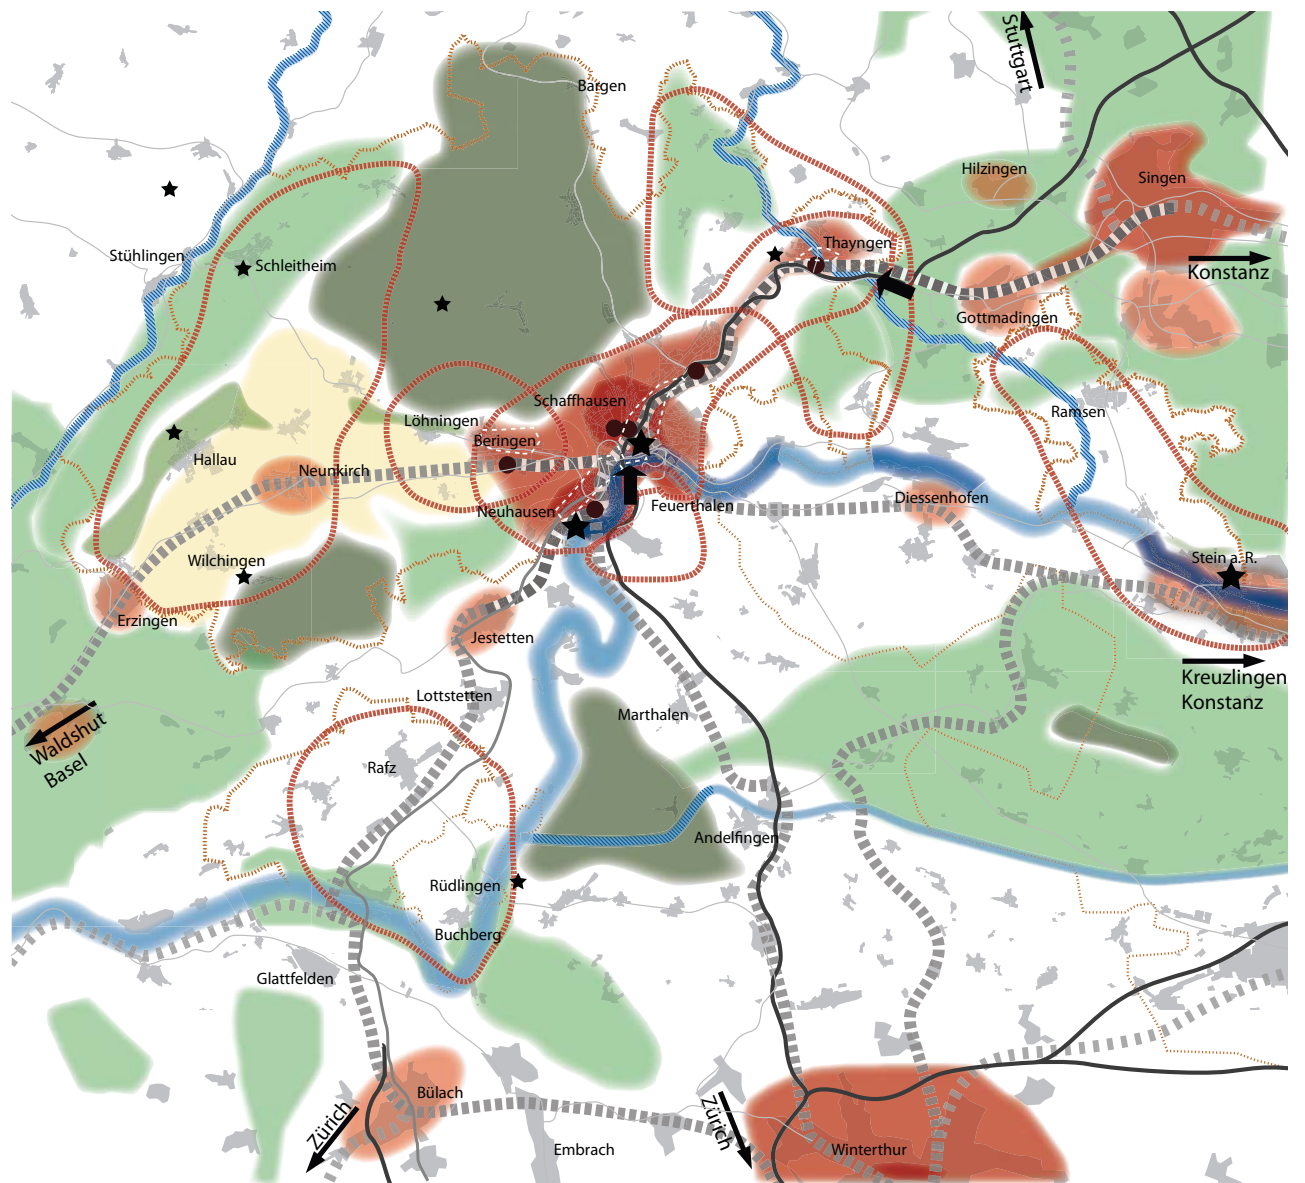 Stuttgart
Bargen
Hilzingen
Singen
Thayngen
Stühlingen
Schleitheim
Konstanz
Gottmadingen
Schaffhausen
Löhningen
Ramsen
Beringen
Hallau
Neunkirch
Diessenhofen
Neuhausen
Feuerthalen
Wilchingen
Stein a. R.
Erzingen
Jestetten
Kreuzlingen
Konstanz
Lottstetten
Marthalen
Waldshut
Basel
Rafz
Andelfingen
Rüdlingen
Buchberg
Glattfelden
Bülach
Zürich
Zürich
Embrach
Winterthur